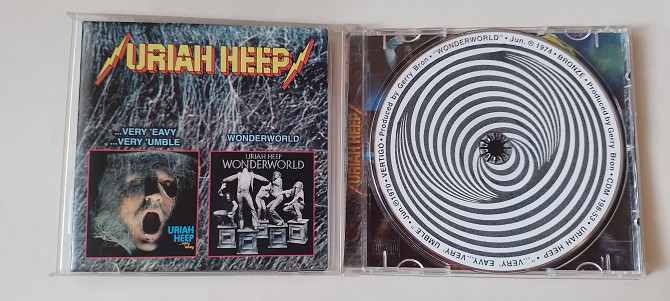 URIAH HEEP
...VERY 'EAVY
...VERY 'UMBLE
WONDERWORLD
URIAH
HEEP
URIAH HEEP
WONDERWORLD
URIAH HEEP
• URIAH HEEP • "...VERY 'EAVY...VERY 'UMBLE" • Jun. ℗ 1970 • VERTIGO • Produced by Gerry Bron • "WONDERWORLD" • Jun. ℗ 1974 • BRONZE • Produced by Gerry Bron • CDM 198-53